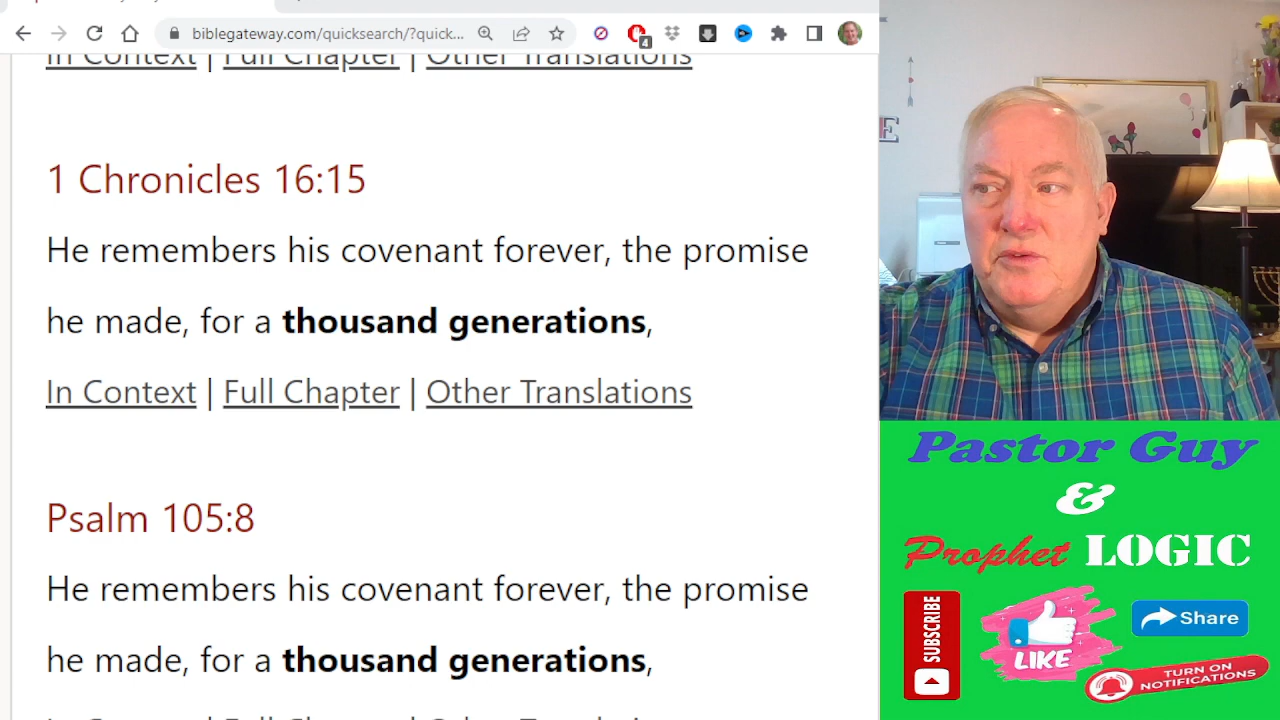 biblegateway.com/quicksearch/?quick...
4
In Context | Full Chapter | Other Translations
1 Chronicles 16:15
He remembers his covenant forever, the promise
he made, for a thousand generations,
In Context | Full Chapter | Other Translations
Psalm 105:8
He remembers his covenant forever, the promise
he made, for a thousand generations,
E
Pastor Guy
&
Prophet LOGIC
SUBSCRIBE
LIKE
Share
TURN ON
NOTIFICATIONS